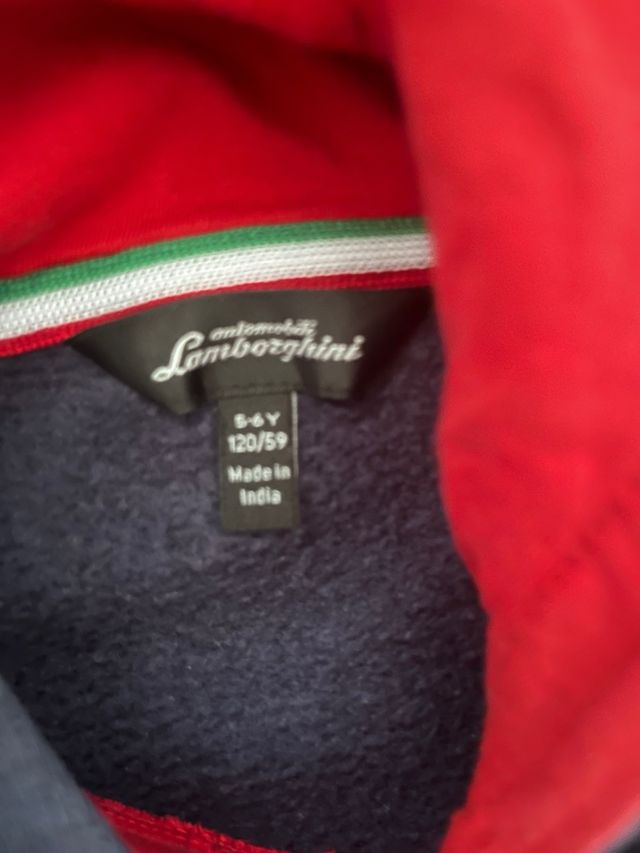 automobili
Lamborghini
5-6 Y
120/59
Made in
India